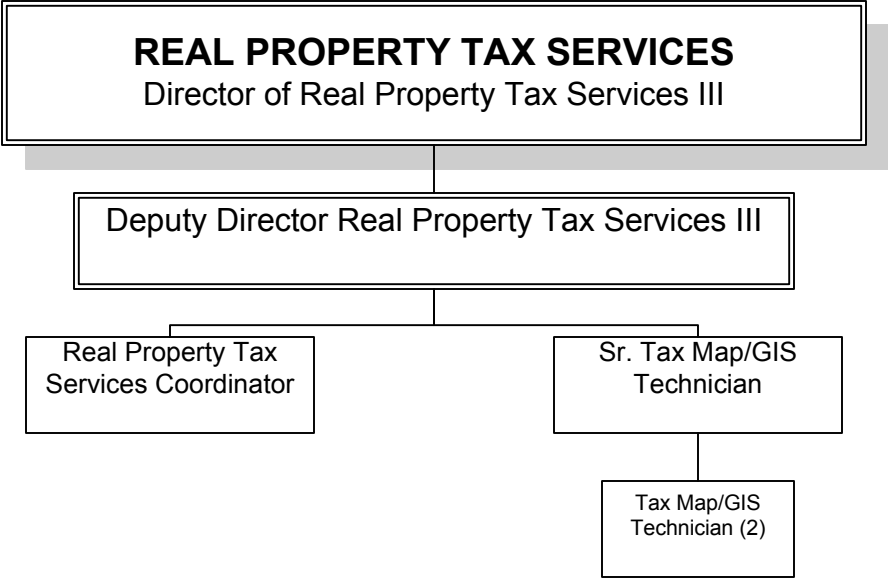 REAL PROPERTY TAX SERVICES
Director of Real Property Tax Services III
Deputy Director Real Property Tax Services III
Real Property Tax
Services Coordinator
Sr. Tax Map/GIS
Technician
Tax Map/GIS
Technician (2)